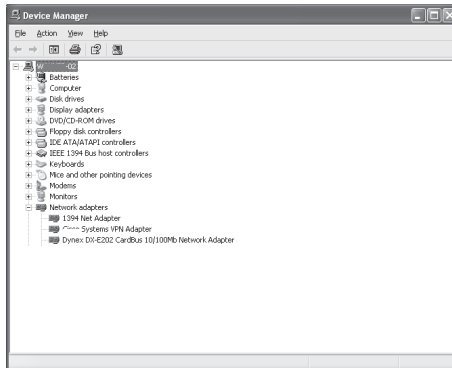 Device Manager
File Action View Help
-02
Batteries
Computer
Disk drives
Display adapters
DVD/CD-ROM drives
Floppy disk controllers
IDE ATA/ATAPI controllers
IEEE 1394 Bus host controllers
Keyboards
Mice and other pointing devices
Modems
Monitors
Network adapters
1394 Net Adapter
Systems VPN Adapter
Dynex DX-E202 CardBus 10/100Mb Network Adapter